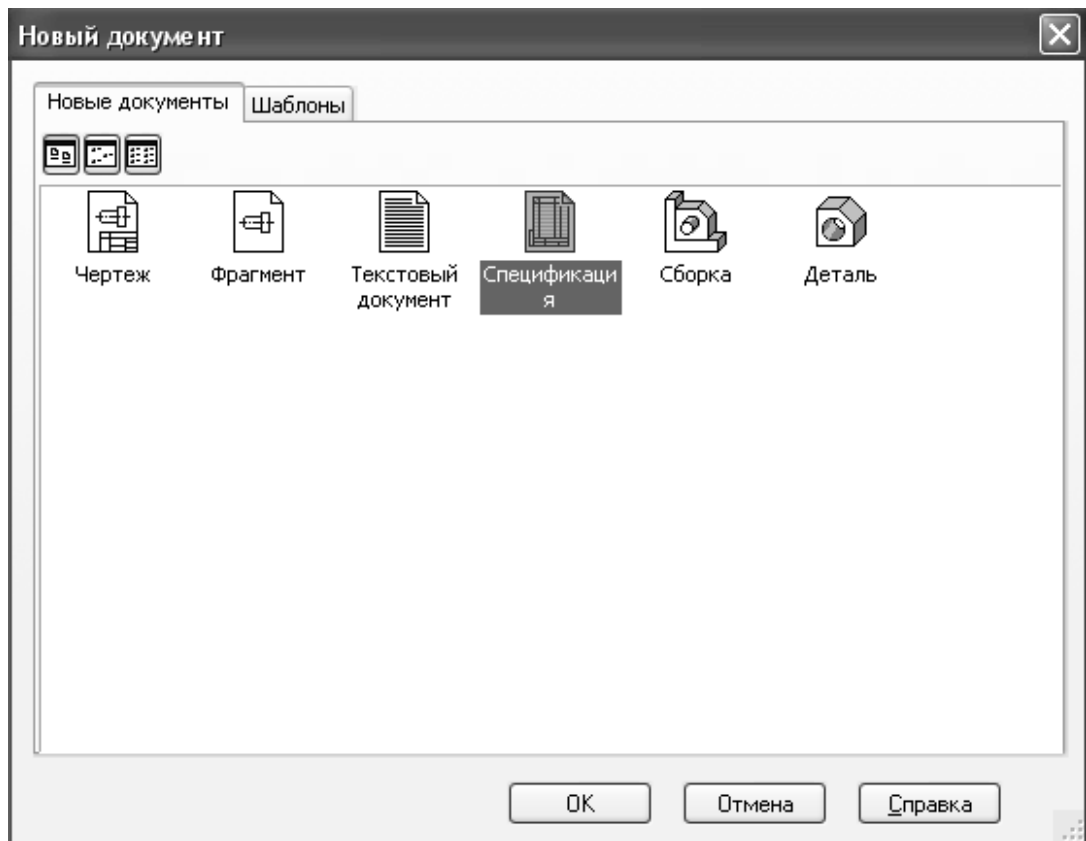 Новый документ
Новые документы Шаблоны
Чертеж Фрагмент Текстовый Спецификаци Сборка Деталь
документ я
OK Отмена Справка